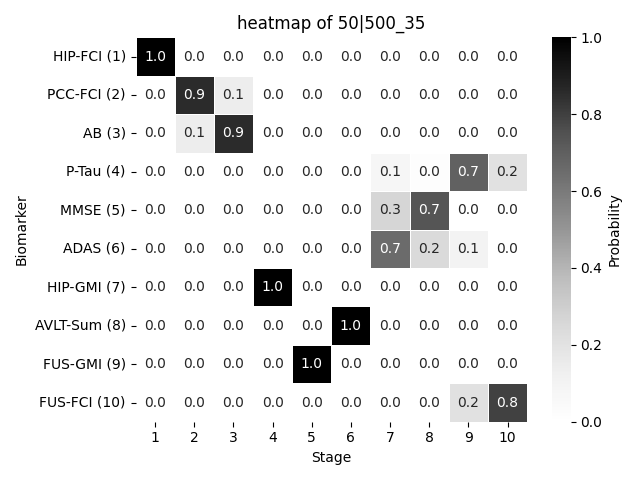 heatmap of 50|500_35
HIP-FCI (1) 1.0 0.0 0.0 0.0 0.0 0.0 0.0 0.0 0.0 0.0
PCC-FCI (2) 0.0 0.9 0.1 0.0 0.0 0.0 0.0 0.0 0.0 0.0
AB (3) 0.0 0.1 0.9 0.0 0.0 0.0 0.0 0.0 0.0 0.0
P-Tau (4) 0.0 0.0 0.0 0.0 0.0 0.0 0.1 0.0 0.7 0.2
MMSE (5) 0.0 0.0 0.0 0.0 0.0 0.0 0.3 0.7 0.0 0.0
ADAS (6) 0.0 0.0 0.0 0.0 0.0 0.0 0.7 0.2 0.1 0.0
HIP-GMI (7) 0.0 0.0 0.0 1.0 0.0 0.0 0.0 0.0 0.0 0.0
AVLT-Sum (8) 0.0 0.0 0.0 0.0 0.0 1.0 0.0 0.0 0.0 0.0
FUS-GMI (9) 0.0 0.0 0.0 0.0 1.0 0.0 0.0 0.0 0.0 0.0
FUS-FCI (10) 0.0 0.0 0.0 0.0 0.0 0.0 0.0 0.0 0.2 0.8
1 2 3 4 5 6 7 8 9 10
Stage
Biomarker
1.0
0.8
0.6
0.4
0.2
0.0
Probability